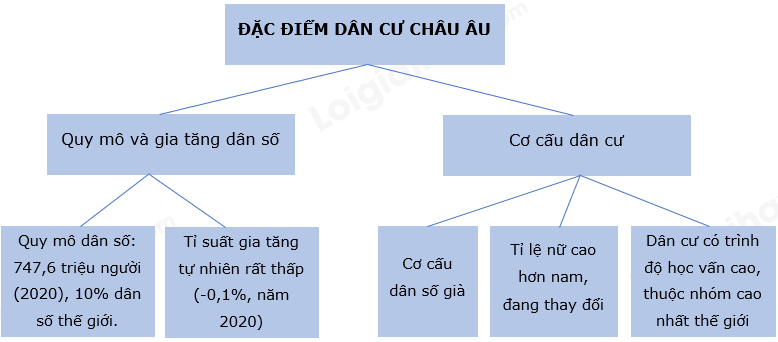 ĐẶC ĐIỂM DÂN CƯ CHÂU ÂU
Quy mô và gia tăng dân số
Cơ cấu dân cư
Quy mô dân số:
747,6 triệu người
(2020), 10% dân
số thế giới.
Tỉ suất gia tăng
tự nhiên rất thấp
(-0,1%, năm
2020)
Cơ cấu
dân số già
Tỉ lệ nữ cao
hơn nam,
đang thay đổi
Dân cư có trình
độ học vấn cao,
thuộc nhóm cao
nhất thế giới